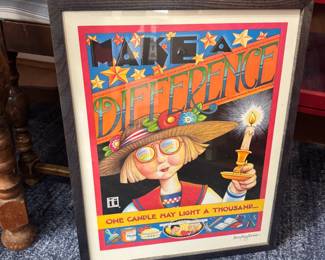 MAKE A
DIFFERENCE
ONE CANDLE MAY LIGHT A THOUSAND...